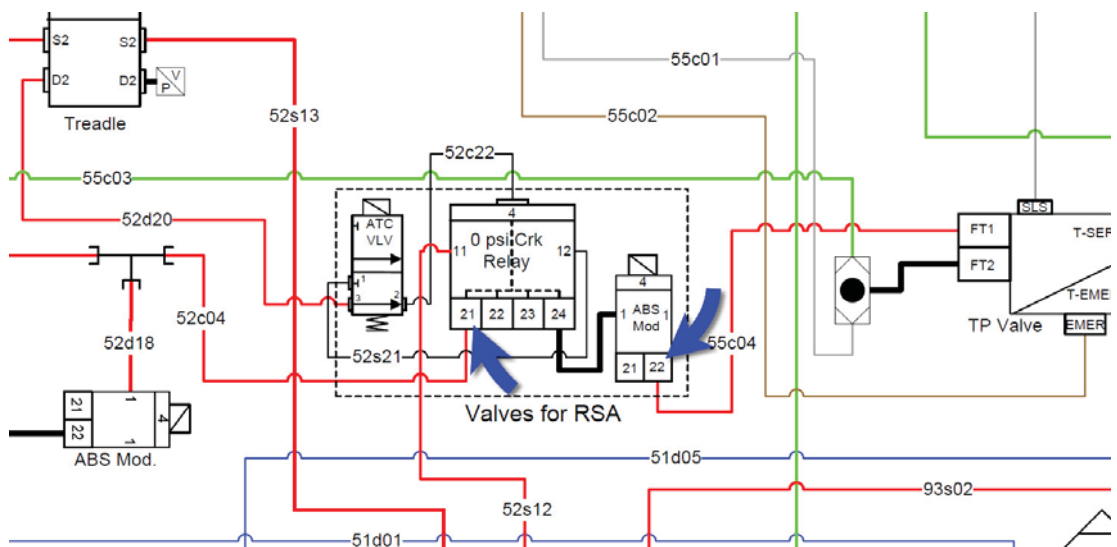 S2
S2
D2
D2
V
P
Treadle
52s13
55c01
55c02
52c22
55c03
52d20
ATC
VLV
1
3
2
4
0 psi Crk
Relay
11
12
21
22
23
24
4
1
ABS
Mod
1
21
22
SLS
FT1
FT2
T-SER
T-EMER
EMER
TP Valve
52c04
52d18
52s21
55c04
Valves for RSA
21
22
1
1
4
ABS Mod.
51d05
52s12
93s02
51d01